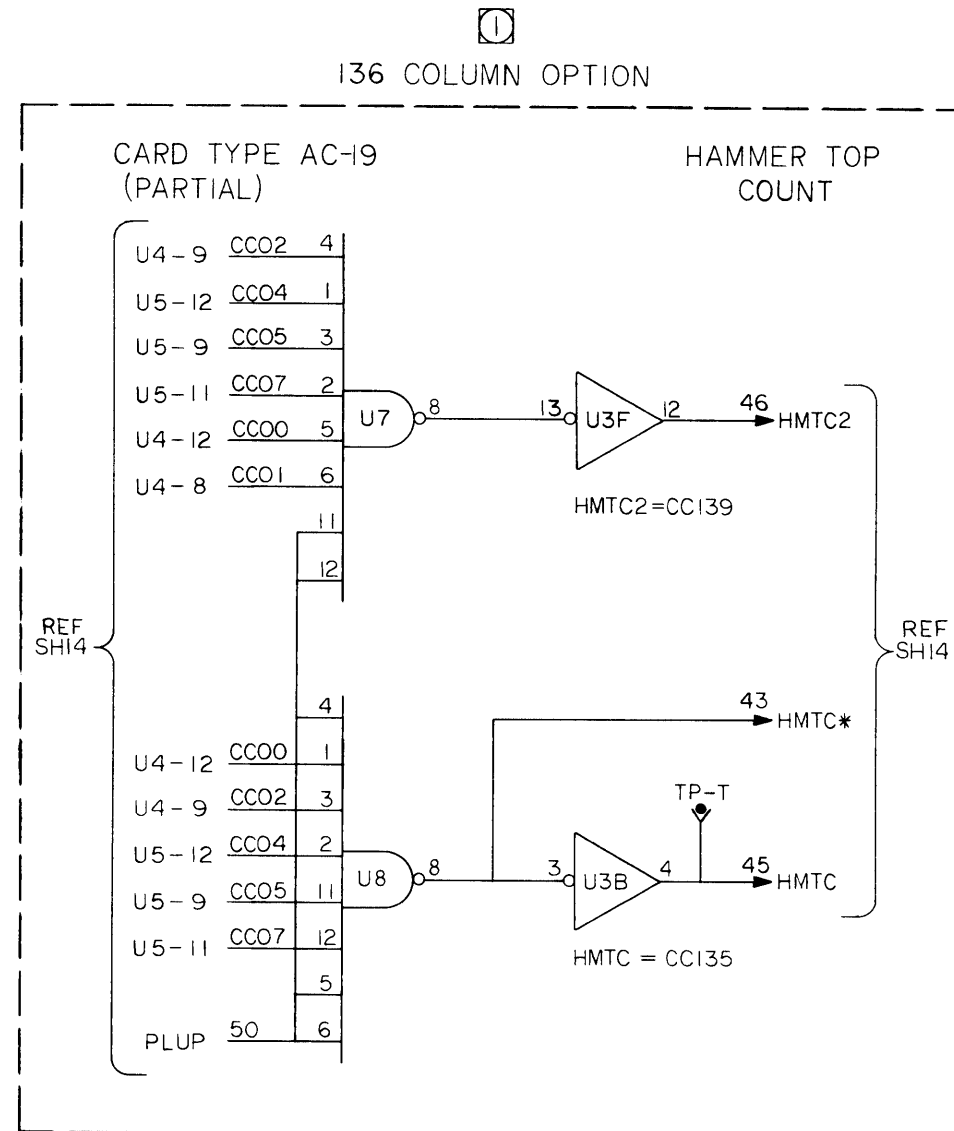 1
136 COLUMN OPTION
CARD TYPE AC-19
(PARTIAL)
HAMMER TOP
COUNT
U4-9 CC02 4
U5-12 CC04 1
U5-9 CC05 3
U5-11 CC07 2
U4-12 CC00 5
U4-8 CC01 6
11
12
U7 8 13 U3F 12 46 HMTC2
HMTC2=CC139
REF
SH14
REF
SH14
4
43 HMTC*
U4-12 CC00 1
U4-9 CC02 3
U5-12 CC04 2
U5-9 CC05 11
U5-11 CC07 12
5
PLUP 50 6
TP-T
U8 8 3 U3B 4 45 HMTC
HMTC = CC135